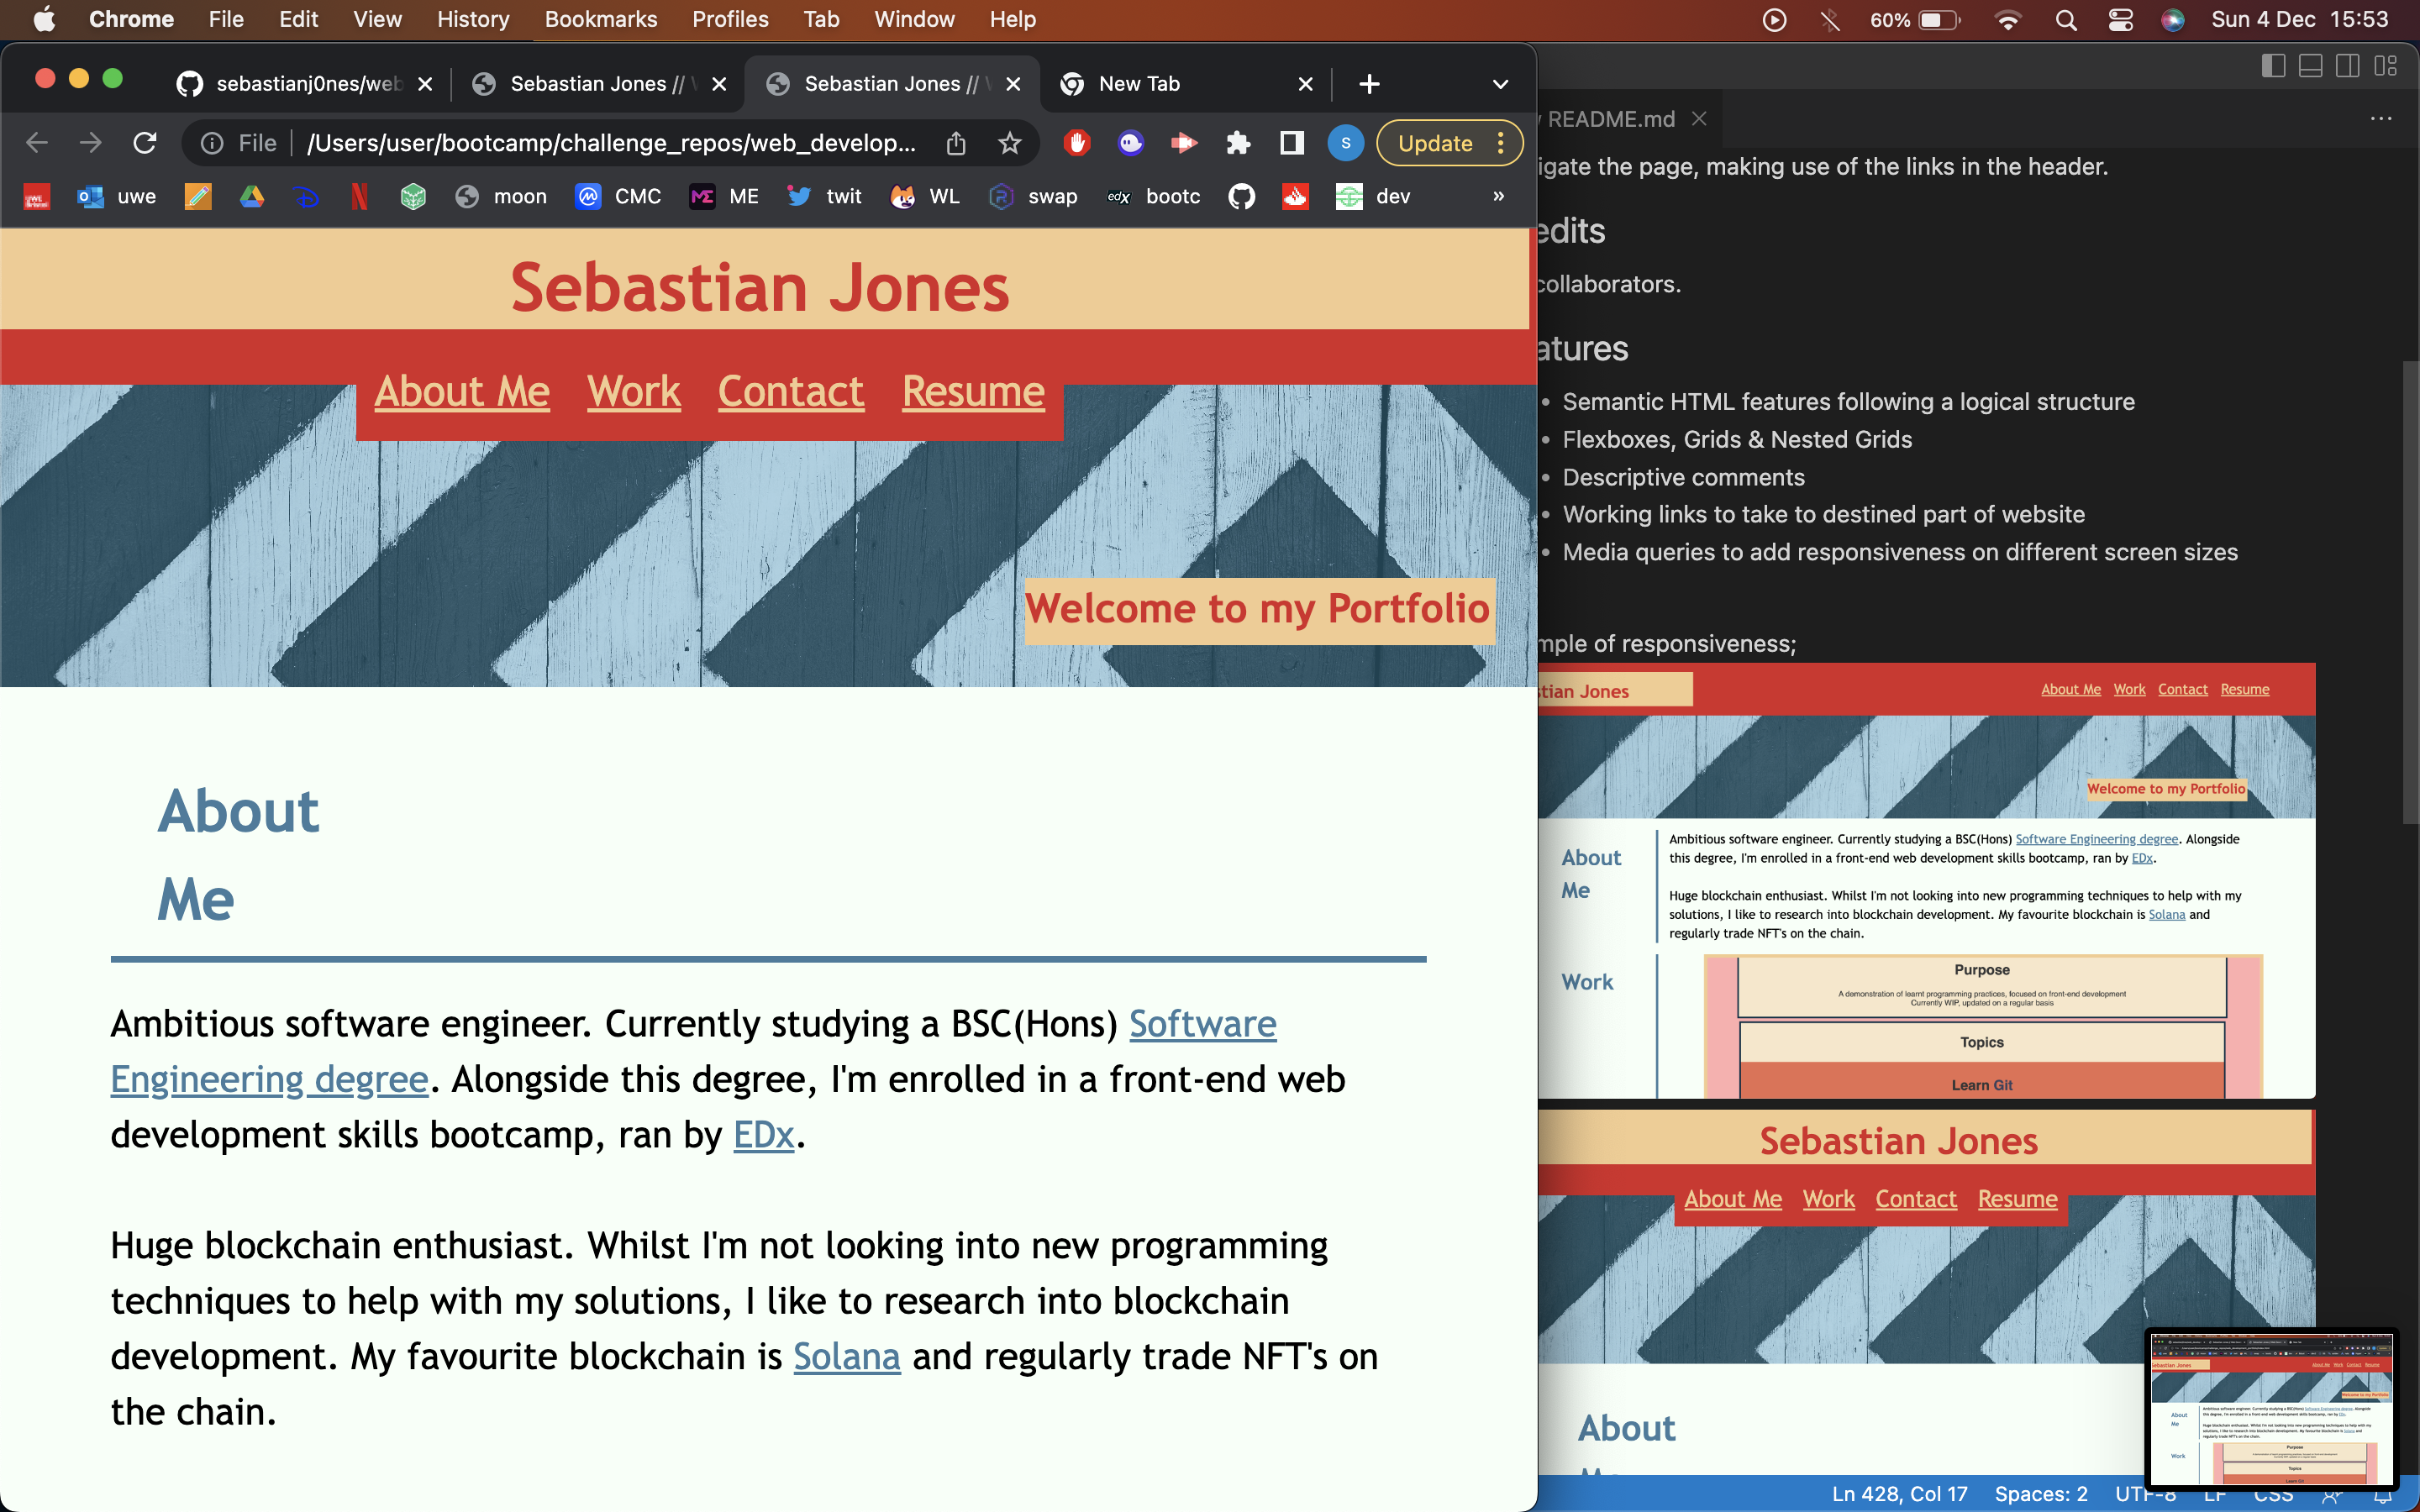 Chrome File Edit View History Bookmarks Profiles Tab Window Help 60% Sun 4 Dec 15:53
sebastianj0nes/web Sebastian Jones // Sebastian Jones // New Tab
File /Users/user/bootcamp/challenge_repos/web_develop... S Update
uwe moon CMC ME twit WL swap edX bootc dev »
Sebastian Jones
About Me Work Contact Resume
Welcome to my Portfolio
About
Me
Ambitious software engineer. Currently studying a BSC(Hons) Software
Engineering degree. Alongside this degree, I'm enrolled in a front-end web
development skills bootcamp, ran by EDx.
Huge blockchain enthusiast. Whilst I'm not looking into new programming
techniques to help with my solutions, I like to research into blockchain
development. My favourite blockchain is Solana and regularly trade NFT's on
the chain.
README.md
igate the page, making use of the links in the header.
edits
collaborators.
atures
• Semantic HTML features following a logical structure
• Flexboxes, Grids & Nested Grids
• Descriptive comments
• Working links to take to destined part of website
• Media queries to add responsiveness on different screen sizes
mple of responsiveness;
stian Jones About Me Work Contact Resume
Welcome to my Portfolio
About
Me
Ambitious software engineer. Currently studying a BSC(Hons) Software Engineering degree. Alongside
this degree, I'm enrolled in a front-end web development skills bootcamp, ran by EDx.
Huge blockchain enthusiast. Whilst I'm not looking into new programming techniques to help with my
solutions, I like to research into blockchain development. My favourite blockchain is Solana and
regularly trade NFT's on the chain.
Work
Purpose
A demonstration of learnt programming practices, focused on front-end development
Currently WIP, updated on a regular basis
Topics
Learn Git
Sebastian Jones
About Me Work Contact Resume
About
Ln 428, Col 17 Spaces: 2 UTF-8 LF CSS